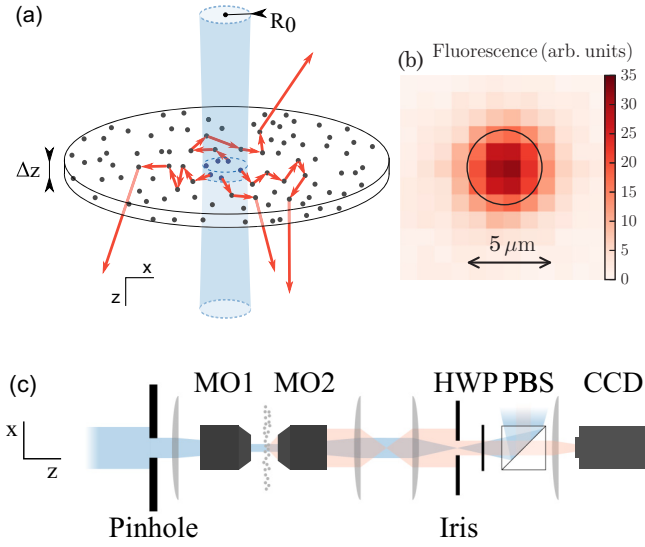 (a)
R0
Δz
x
z
(b)
Fluorescence (arb. units)
35
30
25
20
15
10
5
0
5 μm
(c)
MO1
MO2
HWP
PBS
CCD
x
z
Pinhole
Iris